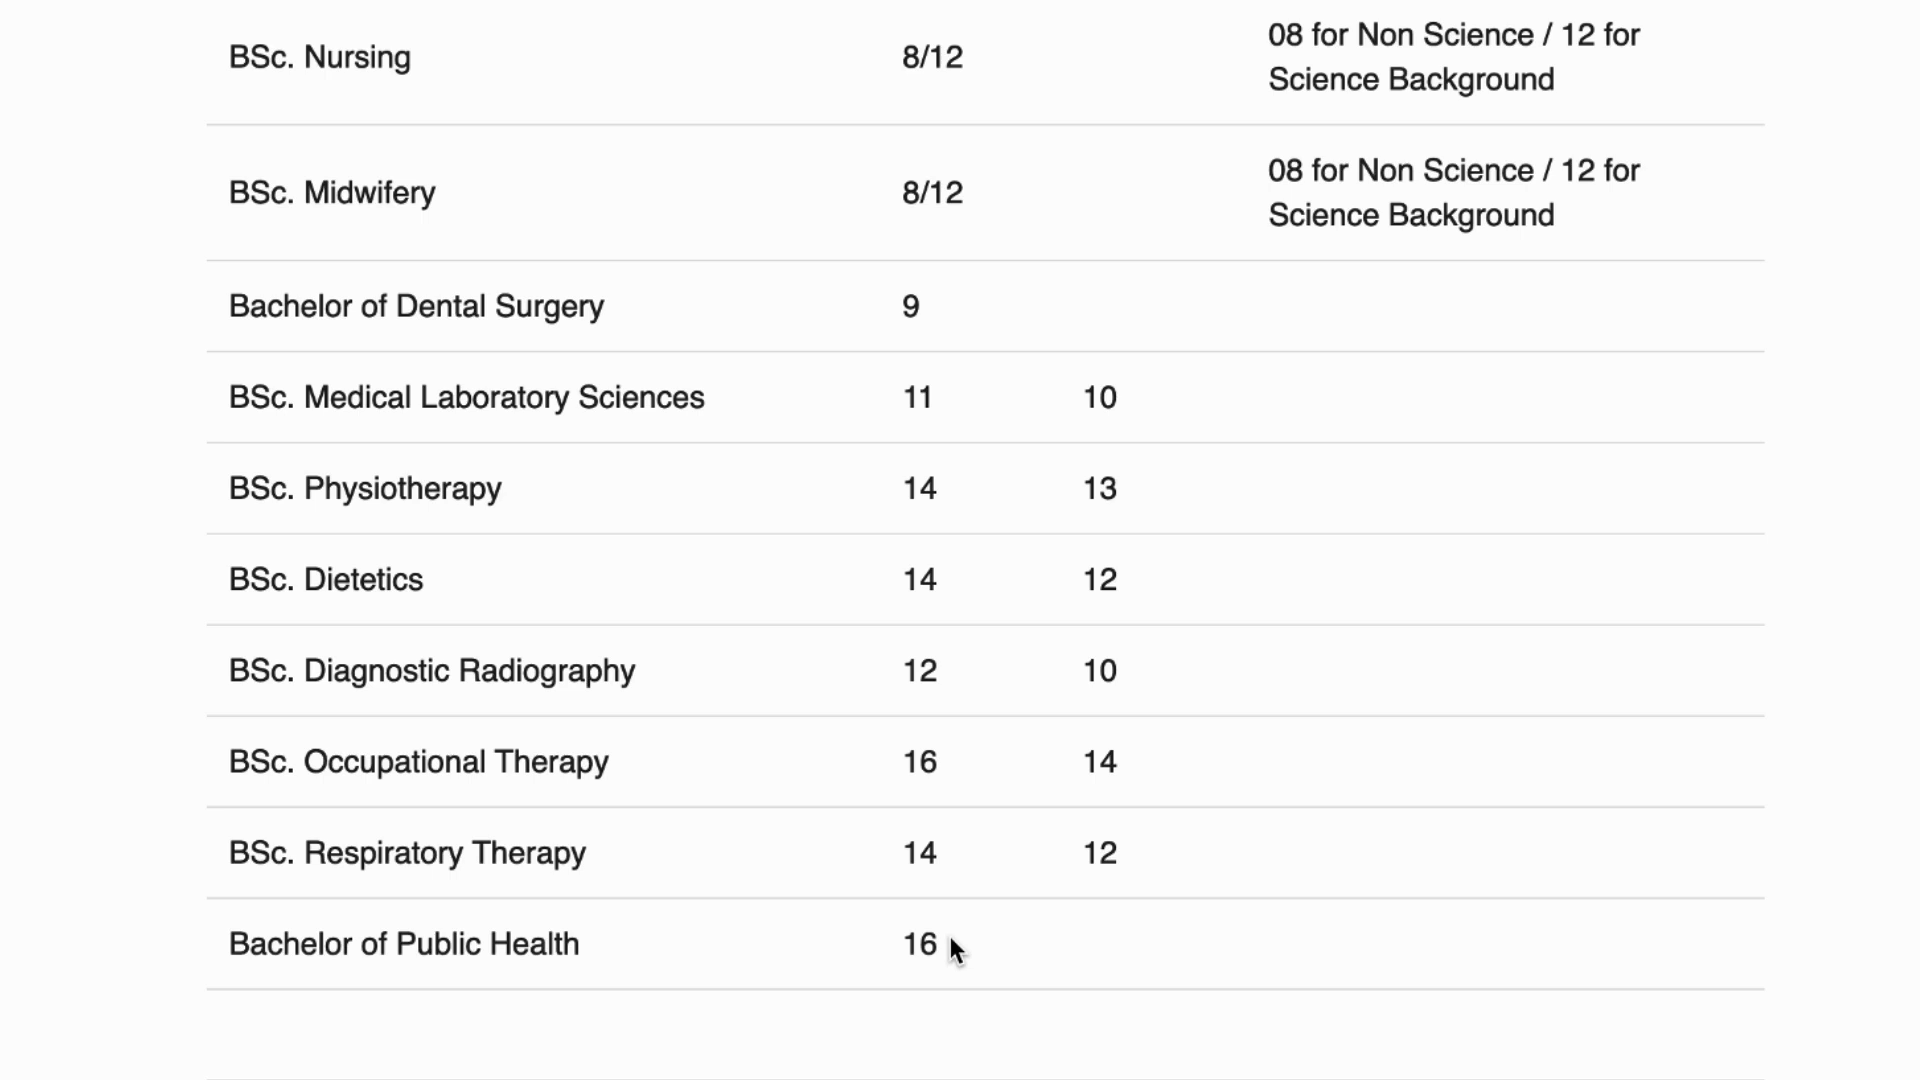 BSc. Nursing 8/12 08 for Non Science / 12 for
Science Background
BSc. Midwifery 8/12 08 for Non Science / 12 for
Science Background
Bachelor of Dental Surgery 9
BSc. Medical Laboratory Sciences 11 10
BSc. Physiotherapy 14 13
BSc. Dietetics 14 12
BSc. Diagnostic Radiography 12 10
BSc. Occupational Therapy 16 14
BSc. Respiratory Therapy 14 12
Bachelor of Public Health 16